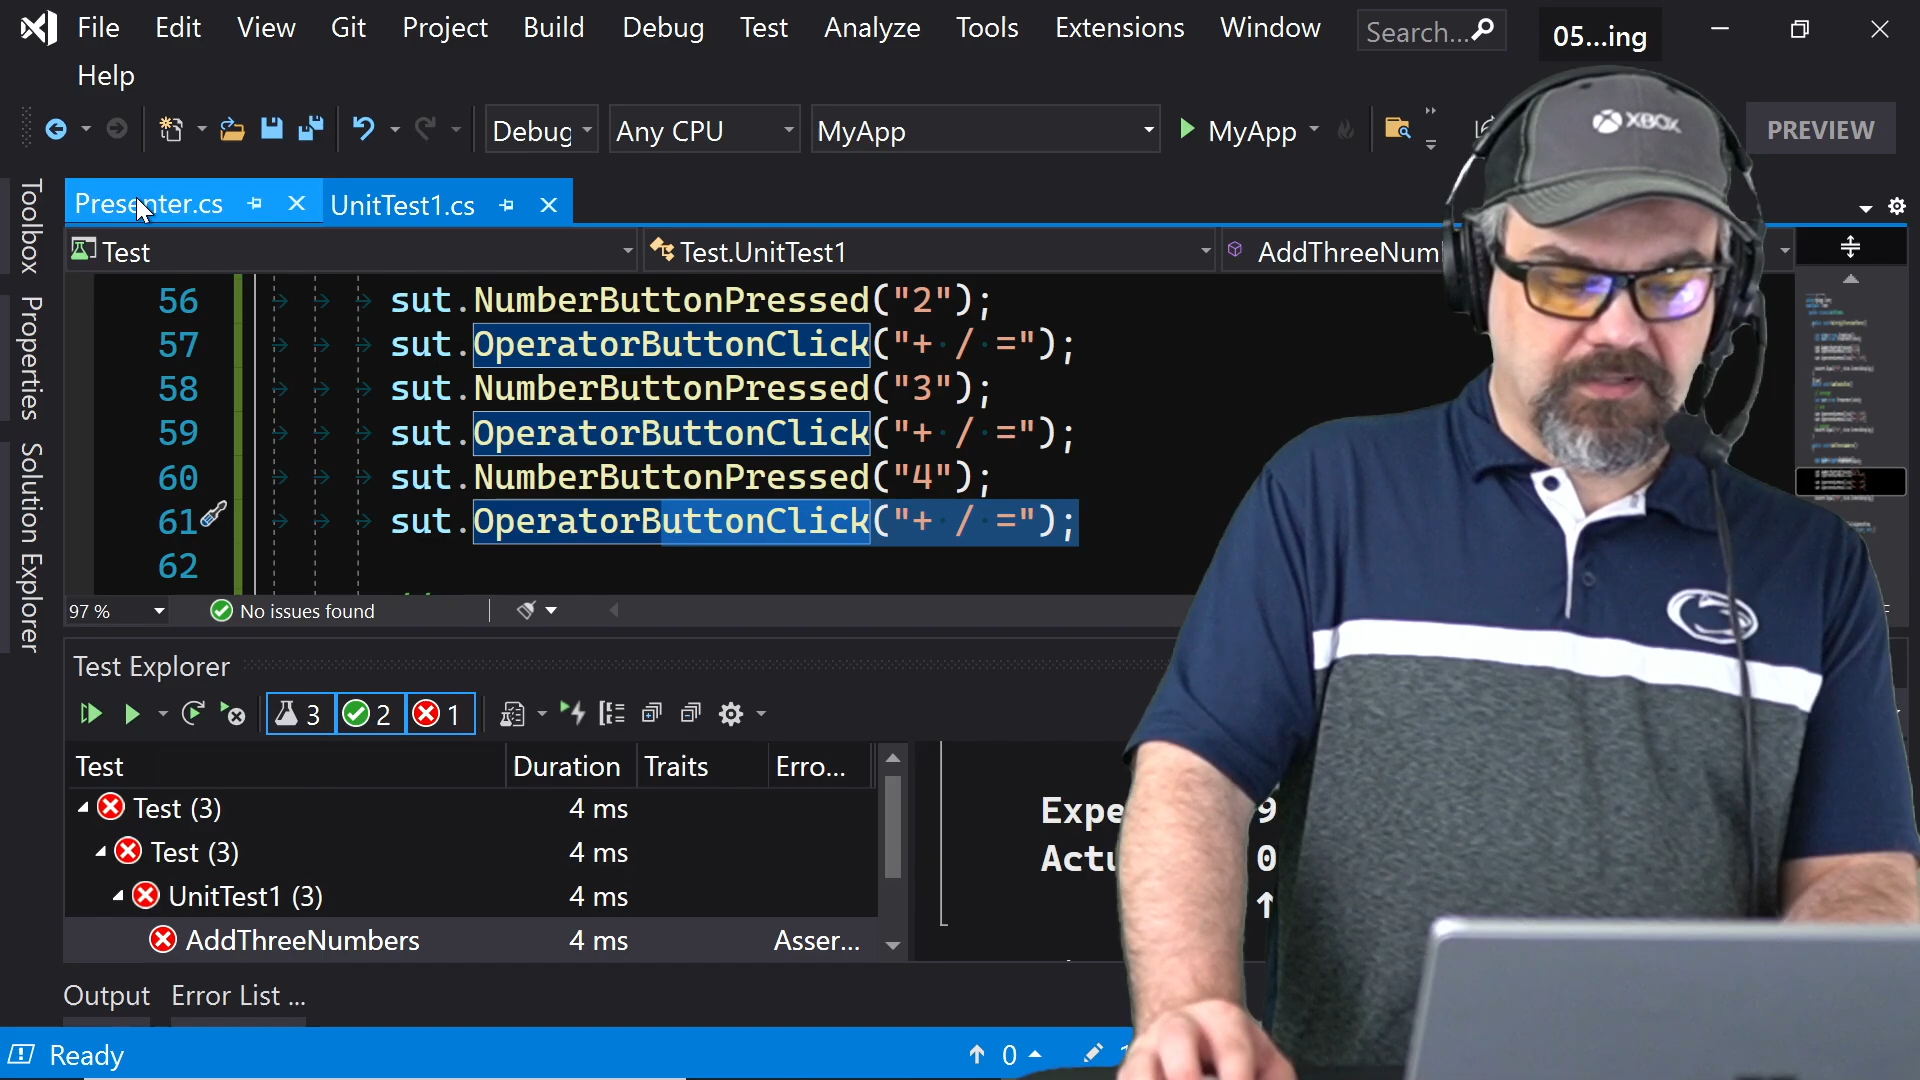 File Edit View Git Project Build Debug Test Analyze Tools Extensions Window Search... 05...ing
Help
Debug Any CPU MyApp MyApp PREVIEW
XBOX
Toolbox
Properties
Solution Explorer
Presenter.cs UnitTest1.cs
Test Test.UnitTest1
56 sut.NumberButtonPressed("2");
57 sut.OperatorButtonClick("+ / =");
58 sut.NumberButtonPressed("3");
59 sut.OperatorButtonClick("+ / =");
60 sut.NumberButtonPressed("4");
61 sut.OperatorButtonClick("+ / =");
62
97 % No issues found
Test Explorer
3 2 1
Test Duration Traits Erro...
Test (3) 4 ms
Test (3) 4 ms
UnitTest1 (3) 4 ms
AddThreeNumbers 4 ms Asser...
9
0
Output Error List ...
Ready 0